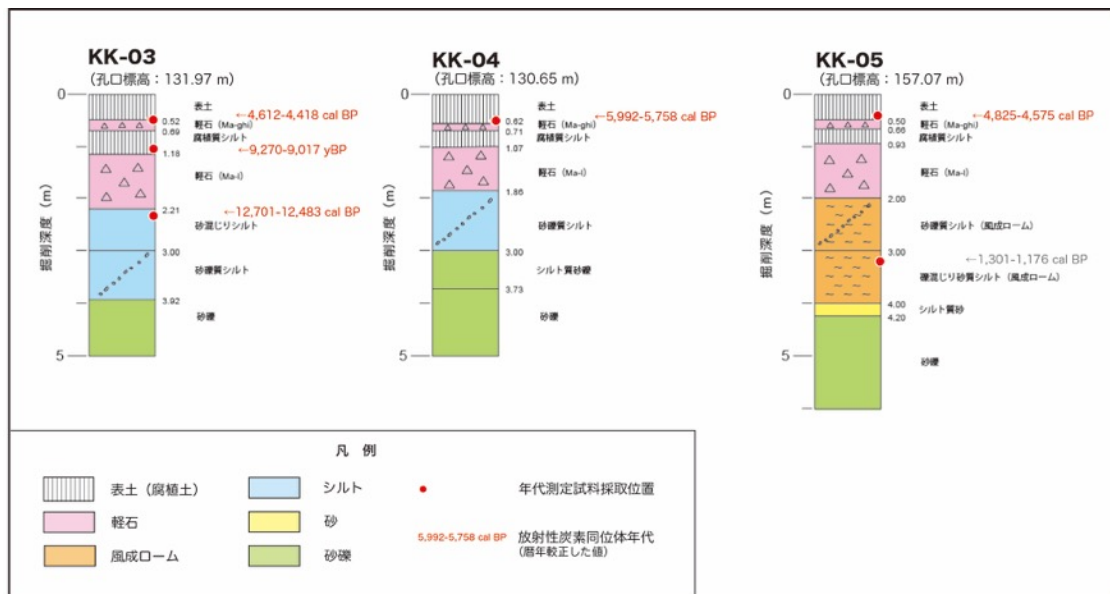 KK-03
(孔口標高：131.97 m)
0
表土
←4,612-4,418 cal BP
0.52
軽石（Ma-ghi）
0.69
腐植質シルト
←9,270-9,017 yBP
1.18
軽石（Ma-i）
2.21
←12,701-12,483 cal BP
砂混じりシルト
3.00
砂礫質シルト
3.92
砂礫
5
掘削深度（m）
KK-04
(孔口標高：130.65 m)
0
表土
0.62
←5,992-5,758 cal BP
軽石（Ma-ghi）
0.71
腐植質シルト
1.07
軽石（Ma-i）
1.86
砂礫質シルト
3.00
シルト質砂礫
3.73
砂礫
5
掘削深度（m）
KK-05
(孔口標高：157.07 m)
0
表土
←4,825-4,575 cal BP
0.50
軽石（Ma-ghi）
0.66
腐植質シルト
0.93
軽石（Ma-i）
2.00
砂礫質シルト（風成ローム）
3.00
←1,301-1,176 cal BP
礫混じり砂質シルト（風成ローム）
4.00
シルト質砂
4.20
砂礫
5
掘削深度（m）
凡 例
表土（腐植土）
シルト
年代測定試料採取位置
軽石
砂
5,992-5,758 cal BP
放射性炭素同位体年代
(暦年較正した値)
風成ローム
砂礫